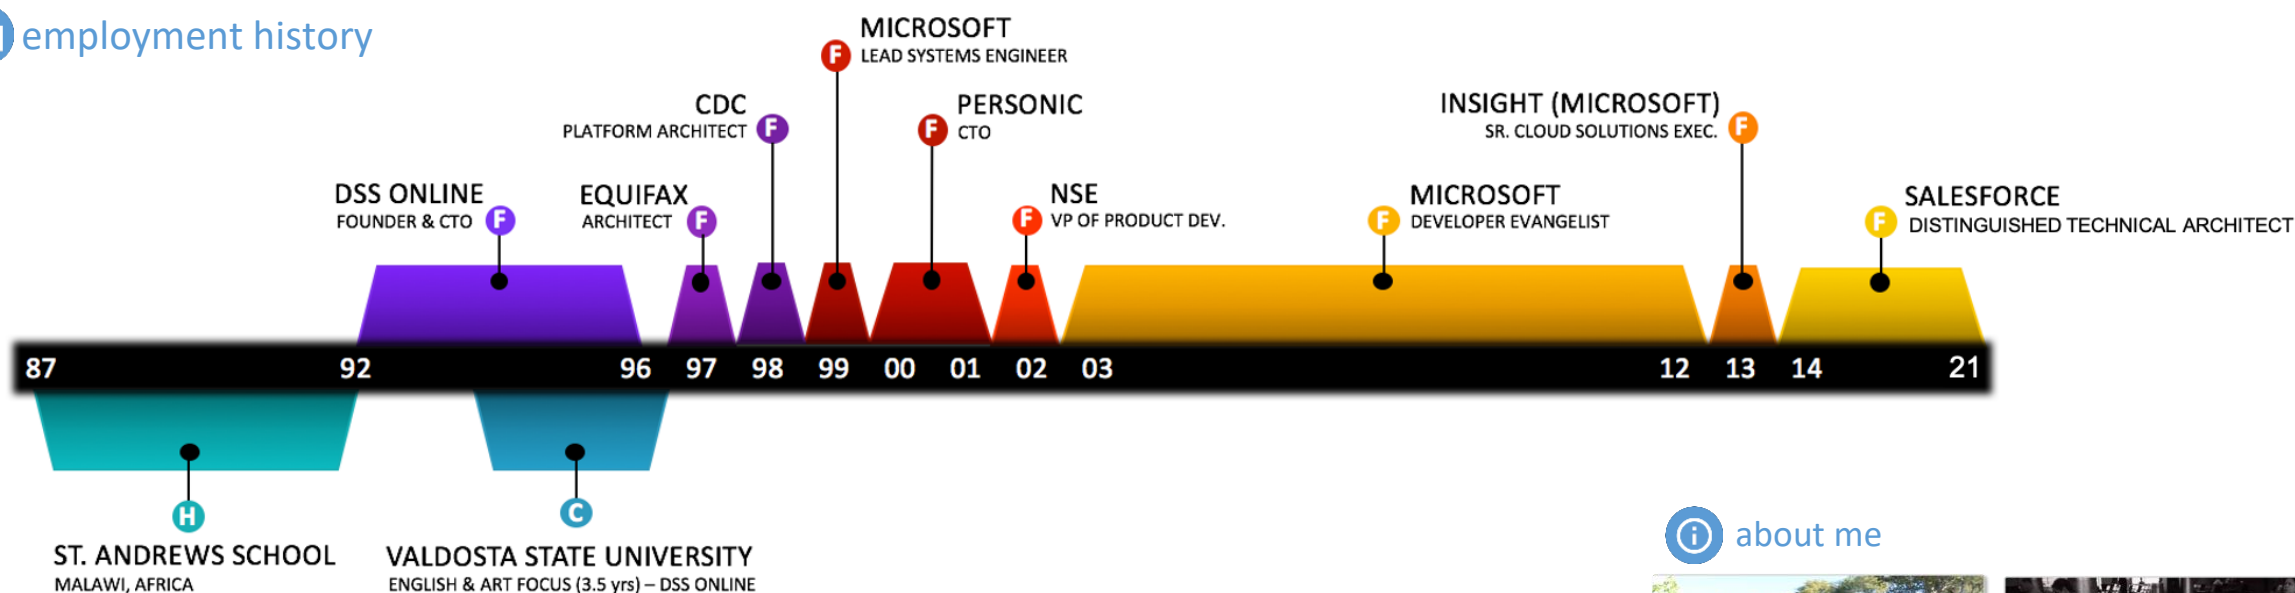 employment history
MICROSOFT
LEAD SYSTEMS ENGINEER
F
CDC
PLATFORM ARCHITECT
F
PERSONIC
CTO
F
INSIGHT (MICROSOFT)
SR. CLOUD SOLUTIONS EXEC.
F
DSS ONLINE
FOUNDER & CTO
F
EQUIFAX
ARCHITECT
F
NSE
VP OF PRODUCT DEV.
F
MICROSOFT
DEVELOPER EVANGELIST
F
SALESFORCE
DISTINGUISHED TECHNICAL ARCHITECT
F
87 92 96 97 98 99 00 01 02 03 12 13 14 21
H
ST. ANDREWS SCHOOL
MALAWI, AFRICA
C
VALDOSTA STATE UNIVERSITY
ENGLISH & ART FOCUS (3.5 yrs) – DSS ONLINE
i about me